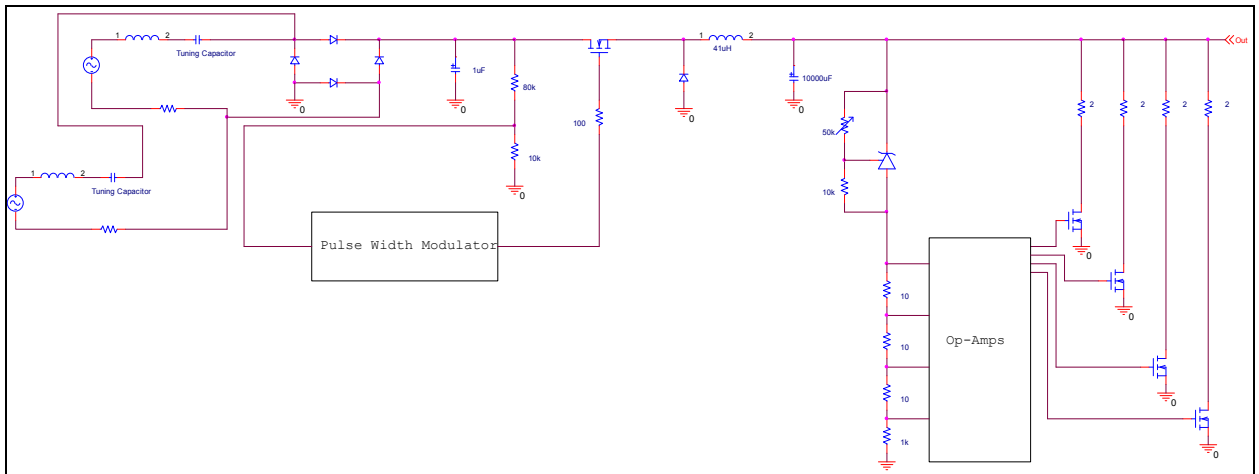 1 2
Tuning Capacitor
1uF
0
0
80k
10k
0
100
1 2
41uH
10000uF
0
0
Out
2 2 2 2
50k
10k
1 2
Tuning Capacitor
Pulse Width Modulator
Op-Amps
10
10
10
1k
0
0
0
0